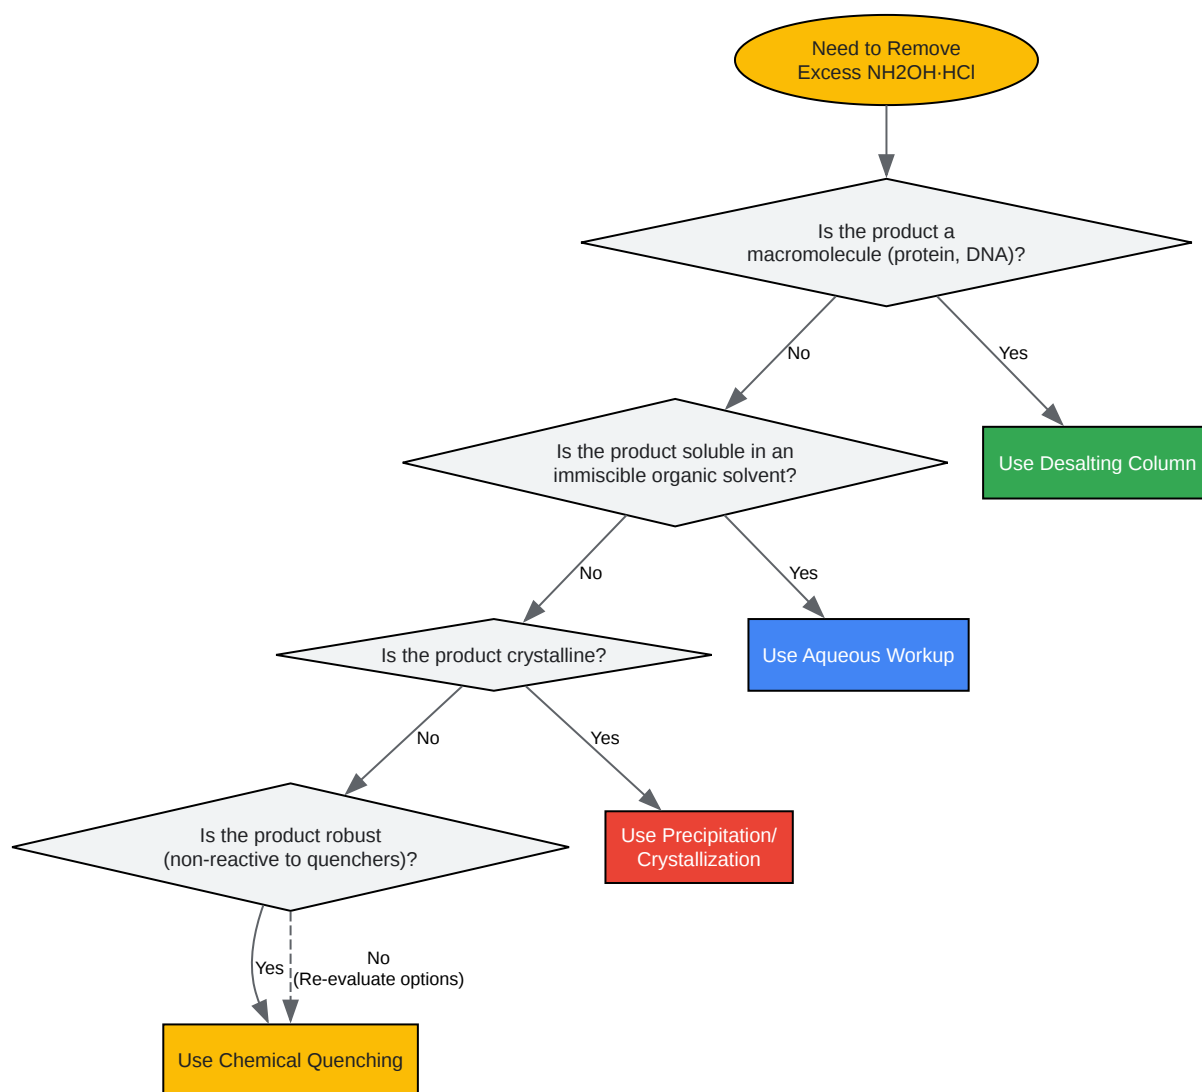 Need to Remove
Excess NH2OH·HCl
Is the product a
macromolecule (protein, DNA)?
No
Yes
Is the product soluble in an
immiscible organic solvent?
Use Desalting Column
No
Yes
Is the product crystalline?
Use Aqueous Workup
No
Yes
Is the product robust
(non-reactive to quenchers)?
Use Precipitation/
Crystallization
Yes
No
(Re-evaluate options)
Use Chemical Quenching